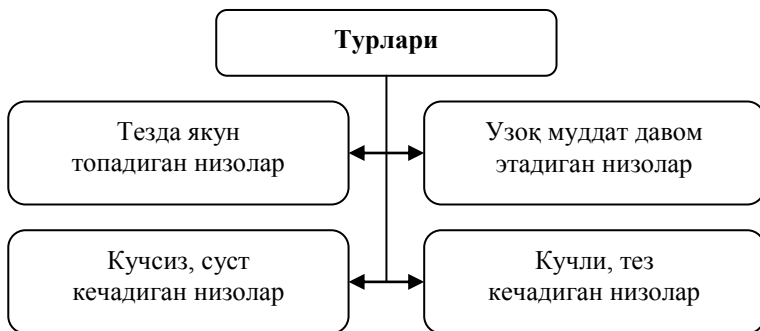 Турлари
Тезда якун
топадиган низолар
Узоқ муддат давом
этадиган низолар
Кучсиз, суст
кечадиган низолар
Кучли, тез
кечадиган низолар